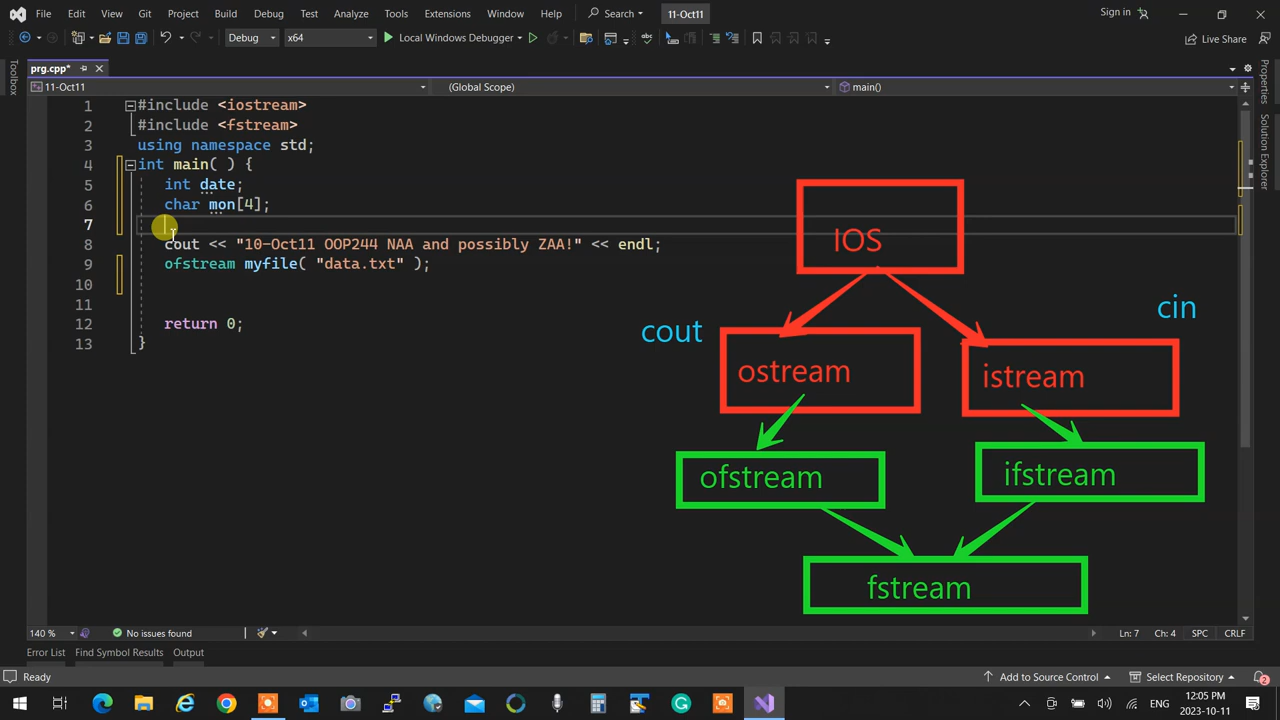 File Edit View Git Project Build Debug Test Analyze Tools Extensions Window Help Search 11-Oct11 Sign in
Debug x64 Local Windows Debugger Live Share
Toolbox
prg.cpp*
11-Oct11 (Global Scope) main()
1 #include <iostream>
2 #include <fstream>
3 using namespace std;
4 int main( ) {
5 int date;
6 char mon[4];
7
8 cout << "10-Oct11 OOP244 NAA and possibly ZAA!" << endl;
9 ofstream myfile( "data.txt" );
10
11
12 return 0;
13 }
IOS
cout
cin
ostream
istream
ofstream
ifstream
fstream
Properties
Solution Explorer
140 % No issues found Ln: 7 Ch: 4 SPC CRLF
Error List Find Symbol Results Output
Ready Add to Source Control Select Repository 2
ENG 12:05 PM
2023-10-11